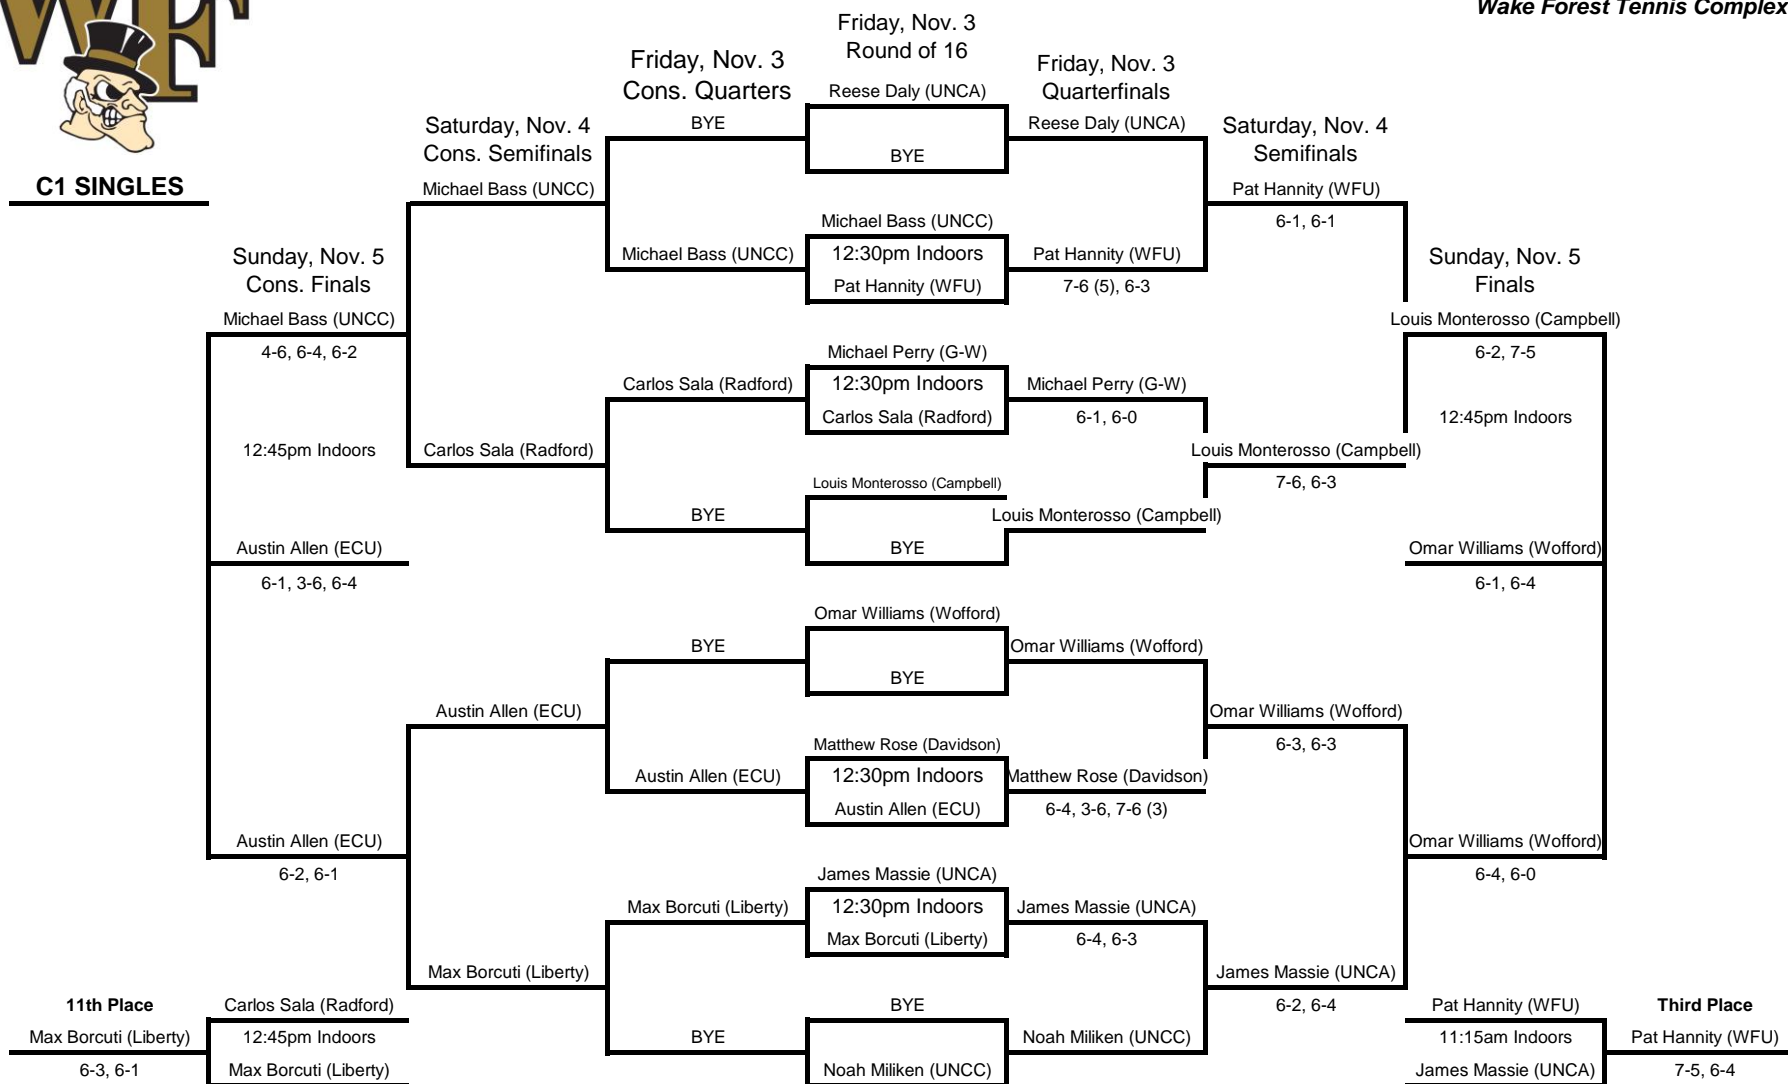 WF
Wake Forest Tennis Complex
C1 SINGLES
Sunday, Nov. 5
Cons. Finals
Michael Bass (UNCC)
4-6, 6-4, 6-2
12:45pm Indoors
Austin Allen (ECU)
6-1, 3-6, 6-4
Austin Allen (ECU)
6-2, 6-1
11th Place
Max Borcuti (Liberty)
6-3, 6-1
Carlos Sala (Radford)
12:45pm Indoors
Max Borcuti (Liberty)
Saturday, Nov. 4
Cons. Semifinals
Michael Bass (UNCC)
Carlos Sala (Radford)
Austin Allen (ECU)
Max Borcuti (Liberty)
Friday, Nov. 3
Cons. Quarters
BYE
Michael Bass (UNCC)
Carlos Sala (Radford)
BYE
BYE
Austin Allen (ECU)
Max Borcuti (Liberty)
BYE
Friday, Nov. 3
Round of 16
Reese Daly (UNCA)
BYE
Michael Bass (UNCC)
12:30pm Indoors
Pat Hannity (WFU)
Michael Perry (G-W)
12:30pm Indoors
Carlos Sala (Radford)
Louis Monterosso (Campbell)
BYE
Omar Williams (Wofford)
BYE
Matthew Rose (Davidson)
12:30pm Indoors
Austin Allen (ECU)
James Massie (UNCA)
12:30pm Indoors
Max Borcuti (Liberty)
BYE
Noah Miliken (UNCC)
Friday, Nov. 3
Quarterfinals
Reese Daly (UNCA)
Pat Hannity (WFU)
7-6 (5), 6-3
Michael Perry (G-W)
6-1, 6-0
Louis Monterosso (Campbell)
Omar Williams (Wofford)
Matthew Rose (Davidson)
6-4, 3-6, 7-6 (3)
James Massie (UNCA)
6-4, 6-3
Noah Miliken (UNCC)
Saturday, Nov. 4
Semifinals
Pat Hannity (WFU)
6-1, 6-1
Louis Monterosso (Campbell)
7-6, 6-3
Omar Williams (Wofford)
6-3, 6-3
James Massie (UNCA)
6-2, 6-4
Sunday, Nov. 5
Finals
Louis Monterosso (Campbell)
6-2, 7-5
12:45pm Indoors
Omar Williams (Wofford)
6-1, 6-4
Omar Williams (Wofford)
6-4, 6-0
Pat Hannity (WFU)
11:15am Indoors
James Massie (UNCA)
Third Place
Pat Hannity (WFU)
7-5, 6-4